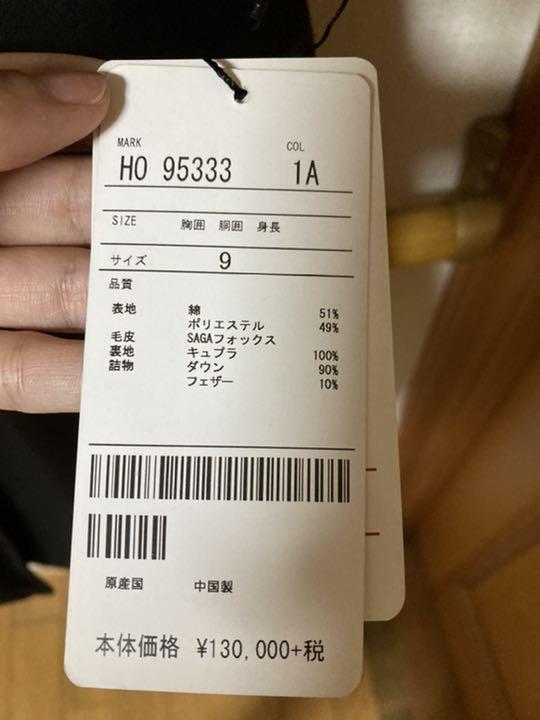 MARK COL
HO 95333 1A
SIZE 胸囲 胴囲 身長
サイズ 9
品質
表地 綿 51%
ポリエステル 49%
毛皮 SAGAフォックス
裏地 キュプラ 100%
詰物 ダウン 90%
フェザー 10%
原産国 中国製
本体価格 ¥130,000+税